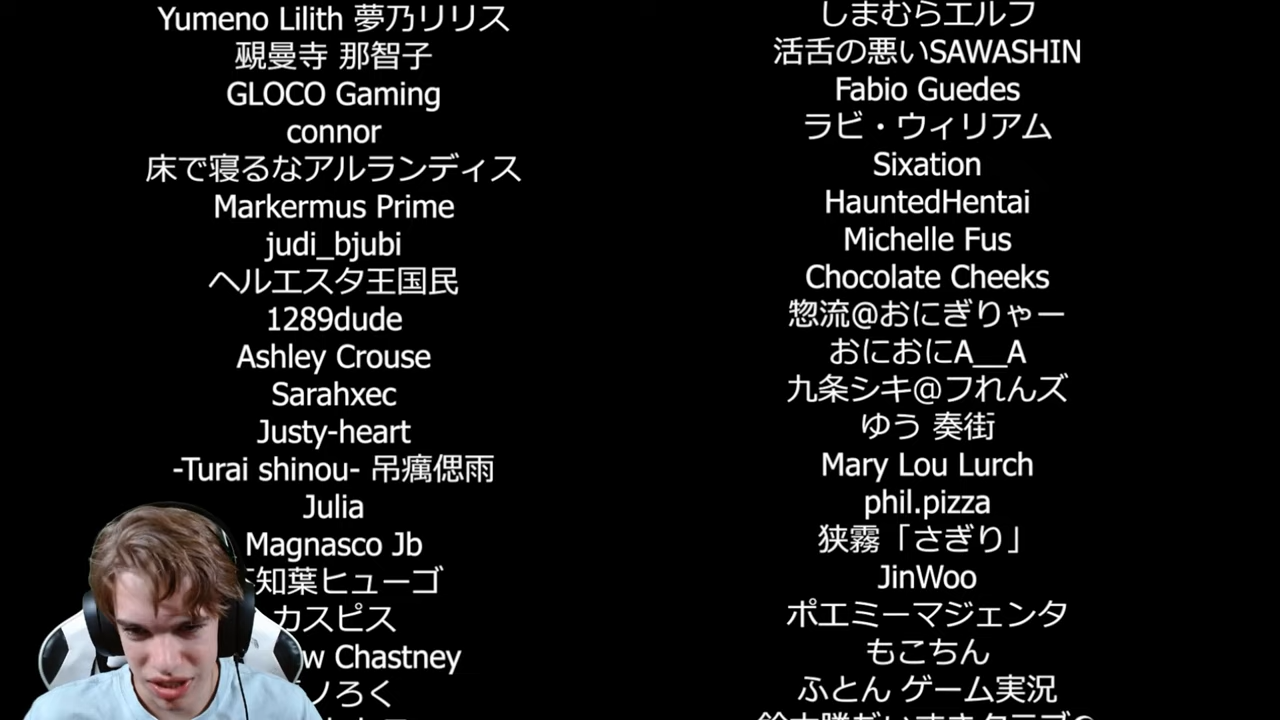 Yumeno Lilith 夢乃リリス
覶曼寺 那智子
GLOCO Gaming
connor
床で寝るなアルランディス
Markermus Prime
judi_bjubi
ヘルエスタ王国民
1289dude
Ashley Crouse
Sarahxec
Justy-heart
-Turai shinou- 吊癘偲雨
Julia
Magnasco Jb
知葉ヒューゴ
カスピス
Chastney
ノろく
しまむらエルフ
活舌の悪いSAWASHIN
Fabio Guedes
ラビ・ウィリアム
Sixation
HauntedHentai
Michelle Fus
Chocolate Cheeks
惣流@おにぎりゃー
おにおにA__A
九条シキ@フれんズ
ゆう 奏街
Mary Lou Lurch
phil.pizza
狭霧「さぎり」
JinWoo
ポエミーマジェンタ
もこちん
ふとん ゲーム実況